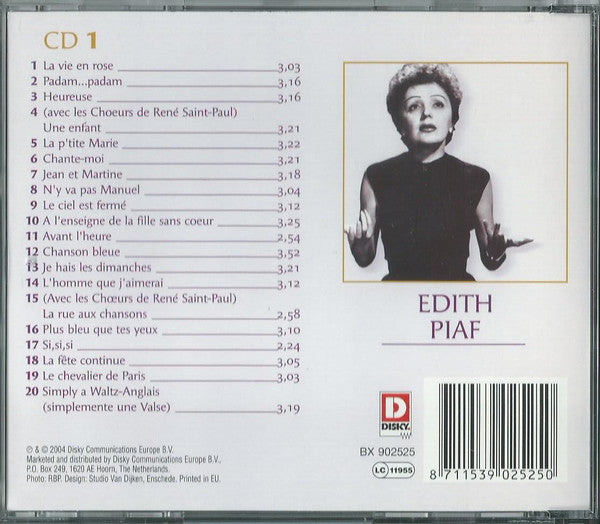 CD 1
1 La vie en rose 3,03
2 Padam...padam 3,16
3 Heureuse 3,16
4 (avec les Choeurs de René Saint-Paul)
Une enfant 3,21
5 La p'tite Marie 3,22
6 Chante-moi 3,21
7 Jean et Martine 3,18
8 N'y va pas Manuel 3,04
9 Le ciel est fermé 3,12
10 A l'enseigne de la fille sans coeur 3,25
11 Avant l'heure 2,54
12 Chanson bleue 3,52
13 Je hais les dimanches 3,21
14 L'homme que j'aimerai 3,12
15 (Avec les Chœurs de René Saint-Paul)
La rue aux chansons 2,58
16 Plus bleu que tes yeux 3,10
17 Si,si,si 2,24
18 La fête continue 3,05
19 Le chevalier de Paris 3,03
20 Simply a Waltz-Anglais
(simplemente une Valse) 3,19
EDITH
PIAF
℗ & © 2004 Disky Communications Europe B.V.
Marketed and distributed by Disky Communications Europe B.V.,
P.O. Box 249, 1620 AE Hoorn, The Netherlands.
Photo: RBP. Design: Studio Van Dijken, Enschede. Printed in EU.
D
DISKY
BX 902525
LC 11955
8 711539 025250